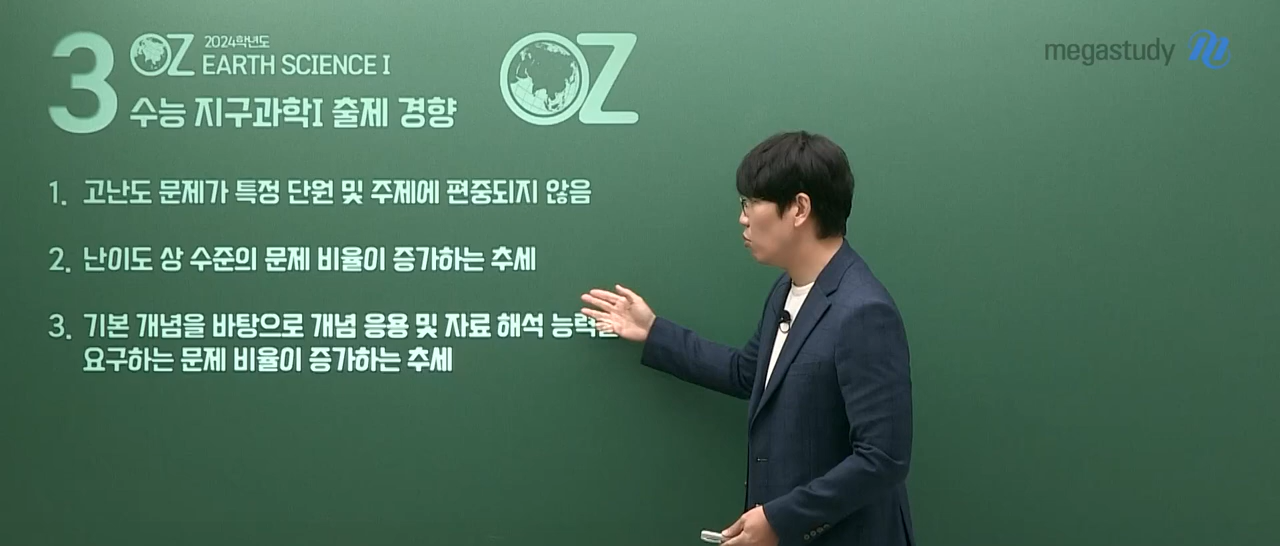 3
OZ
2024학년도
EARTH SCIENCE I
수능 지구과학I 출제 경향
OZ
megastudy
1. 고난도 문제가 특정 단원 및 주제에 편중되지 않음
2. 난이도 상 수준의 문제 비율이 증가하는 추세
3. 기본 개념을 바탕으로 개념 응용 및 자료 해석
요구하는 문제 비율이 증가하는 추세